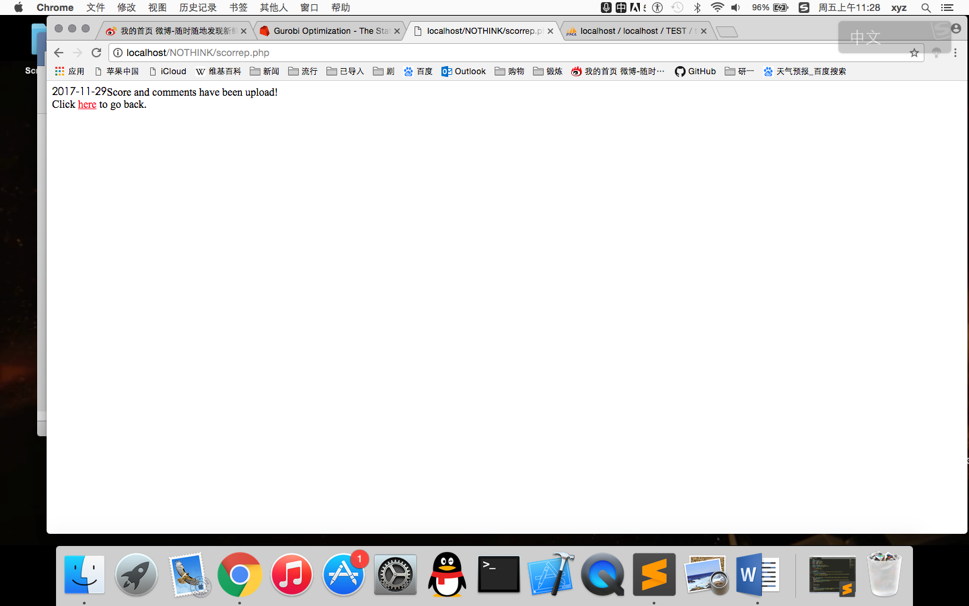 Chrome 文件 修改 视图 历史记录 书签 其他人 窗口 帮助 96% 周五上午11:28 xyz
我的首页 微博-随时随地发现新
Gurobi Optimization - The Sta
localhost/NOTHINK/scorrep.p
localhost / localhost / TEST /
中文
localhost/NOTHINK/scorrep.php
应用 苹果中国 iCloud 维基百科 新闻 流行 已导入 剧 百度 Outlook 购物 锻炼 我的首页 微博-随时… GitHub 研一 天气预报_百度搜索
2017-11-29Score and comments have been upload!
Click here to go back.
1